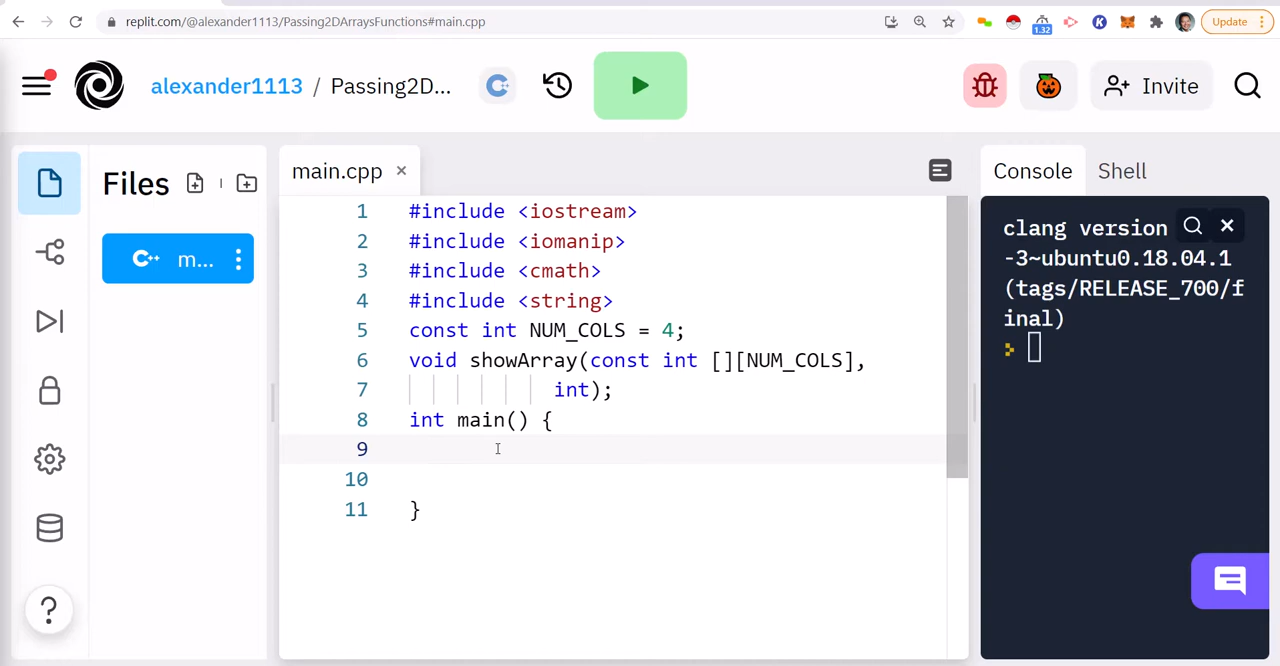 replit.com/@alexander1113/Passing2DArraysFunctions#main.cpp
1.32
K
Update
alexander1113 / Passing2D...
Invite
Files
m...
main.cpp
Console
Shell
1 #include <iostream>
2 #include <iomanip>
3 #include <cmath>
4 #include <string>
5 const int NUM_COLS = 4;
6 void showArray(const int [][NUM_COLS],
7 int);
8 int main() {
9
10
11 }
clang version
-3~ubuntu0.18.04.1
(tags/RELEASE_700/f
inal)
?